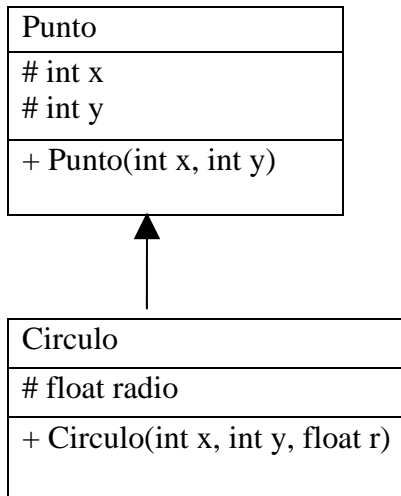 Punto
# int x
# int y
+ Punto(int x, int y)
Circulo
# float radio
+ Circulo(int x, int y, float r)